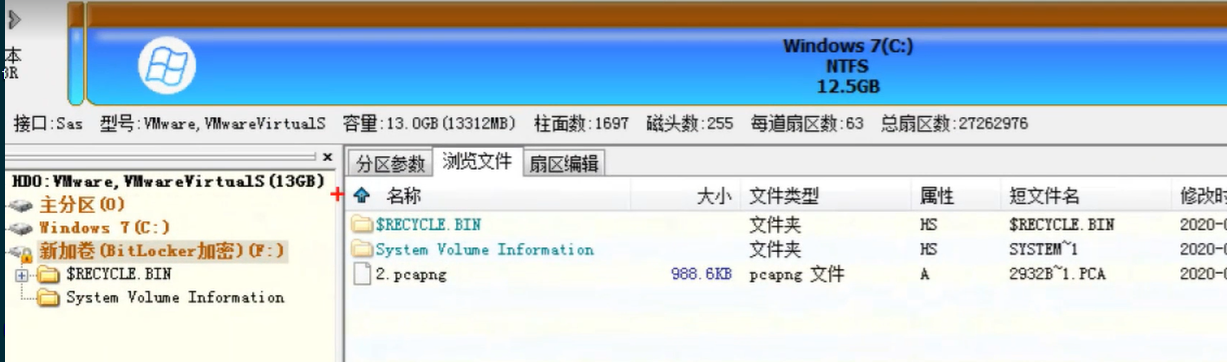 本
Windows 7(C:)
NTFS
12.5GB
接口:Sas 型号:VMware,VMwareVirtualS 容量:13.0GB(13312MB) 柱面数:1697 磁头数:255 每道扇区数:63 总扇区数:27262976
HD0:VMware,VMwareVirtualS(13GB)
主分区(0)
Windows 7(C:)
新加卷(BitLocker加密)(F:)
$RECYCLE.BIN
System Volume Information
分区参数 浏览文件 扇区编辑
名称 大小 文件类型 属性 短文件名 修改时
$RECYCLE.BIN 文件夹 HS $RECYCLE.BIN 2020-
System Volume Information 文件夹 HS SYSTEM~1 2020-
2.pcapng 988.6KB pcapng 文件 A 2932B~1.PCA 2020-